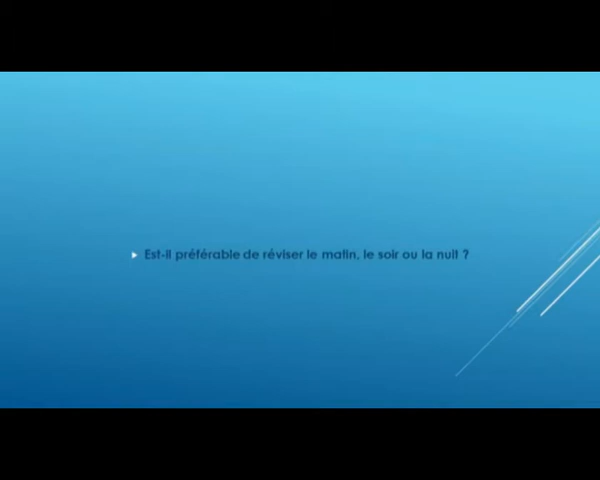 Est-il préférable de réviser le matin, le soir ou la nuit ?